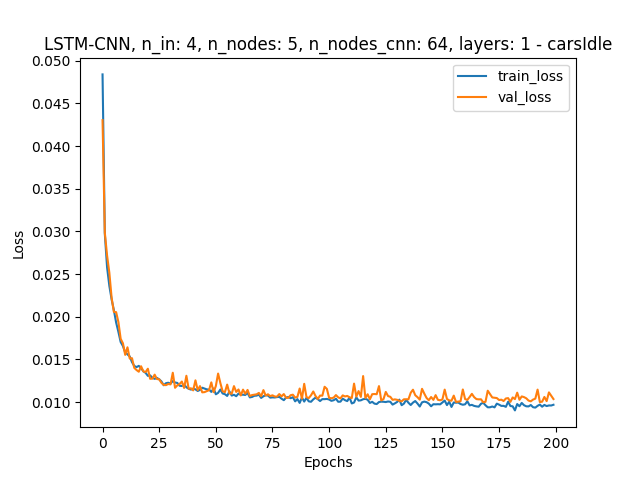 LSTM-CNN, n_in: 4, n_nodes: 5, n_nodes_cnn: 64, layers: 1 - carsIdle
train_loss
val_loss
0.050
0.045
0.040
0.035
0.030
0.025
0.020
0.015
0.010
Loss
0 25 50 75 100 125 150 175 200
Epochs